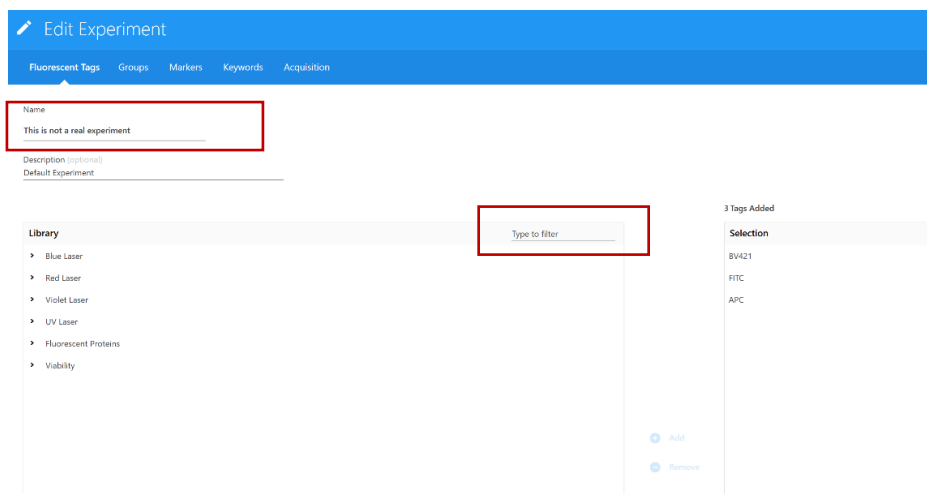 Edit Experiment
Fluorescent Tags Groups Markers Keywords Acquisition
Name
This is not a real experiment
Description (optional)
Default Experiment
3 Tags Added
Library Type to filter Selection
Blue Laser BV421
Red Laser FITC
Violet Laser APC
UV Laser
Fluorescent Proteins
Viability
Add
Remove